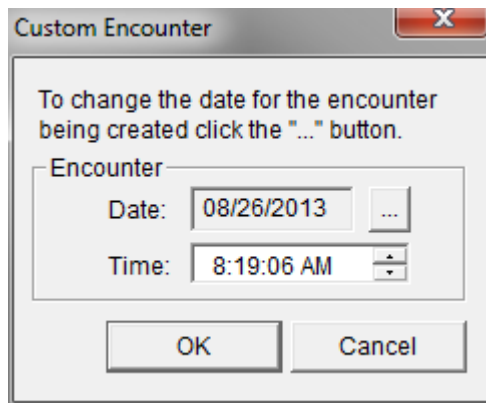 Custom Encounter
X
To change the date for the encounter
being created click the "..." button.
Encounter
Date: 08/26/2013 ...
Time: 8:19:06 AM
OK Cancel